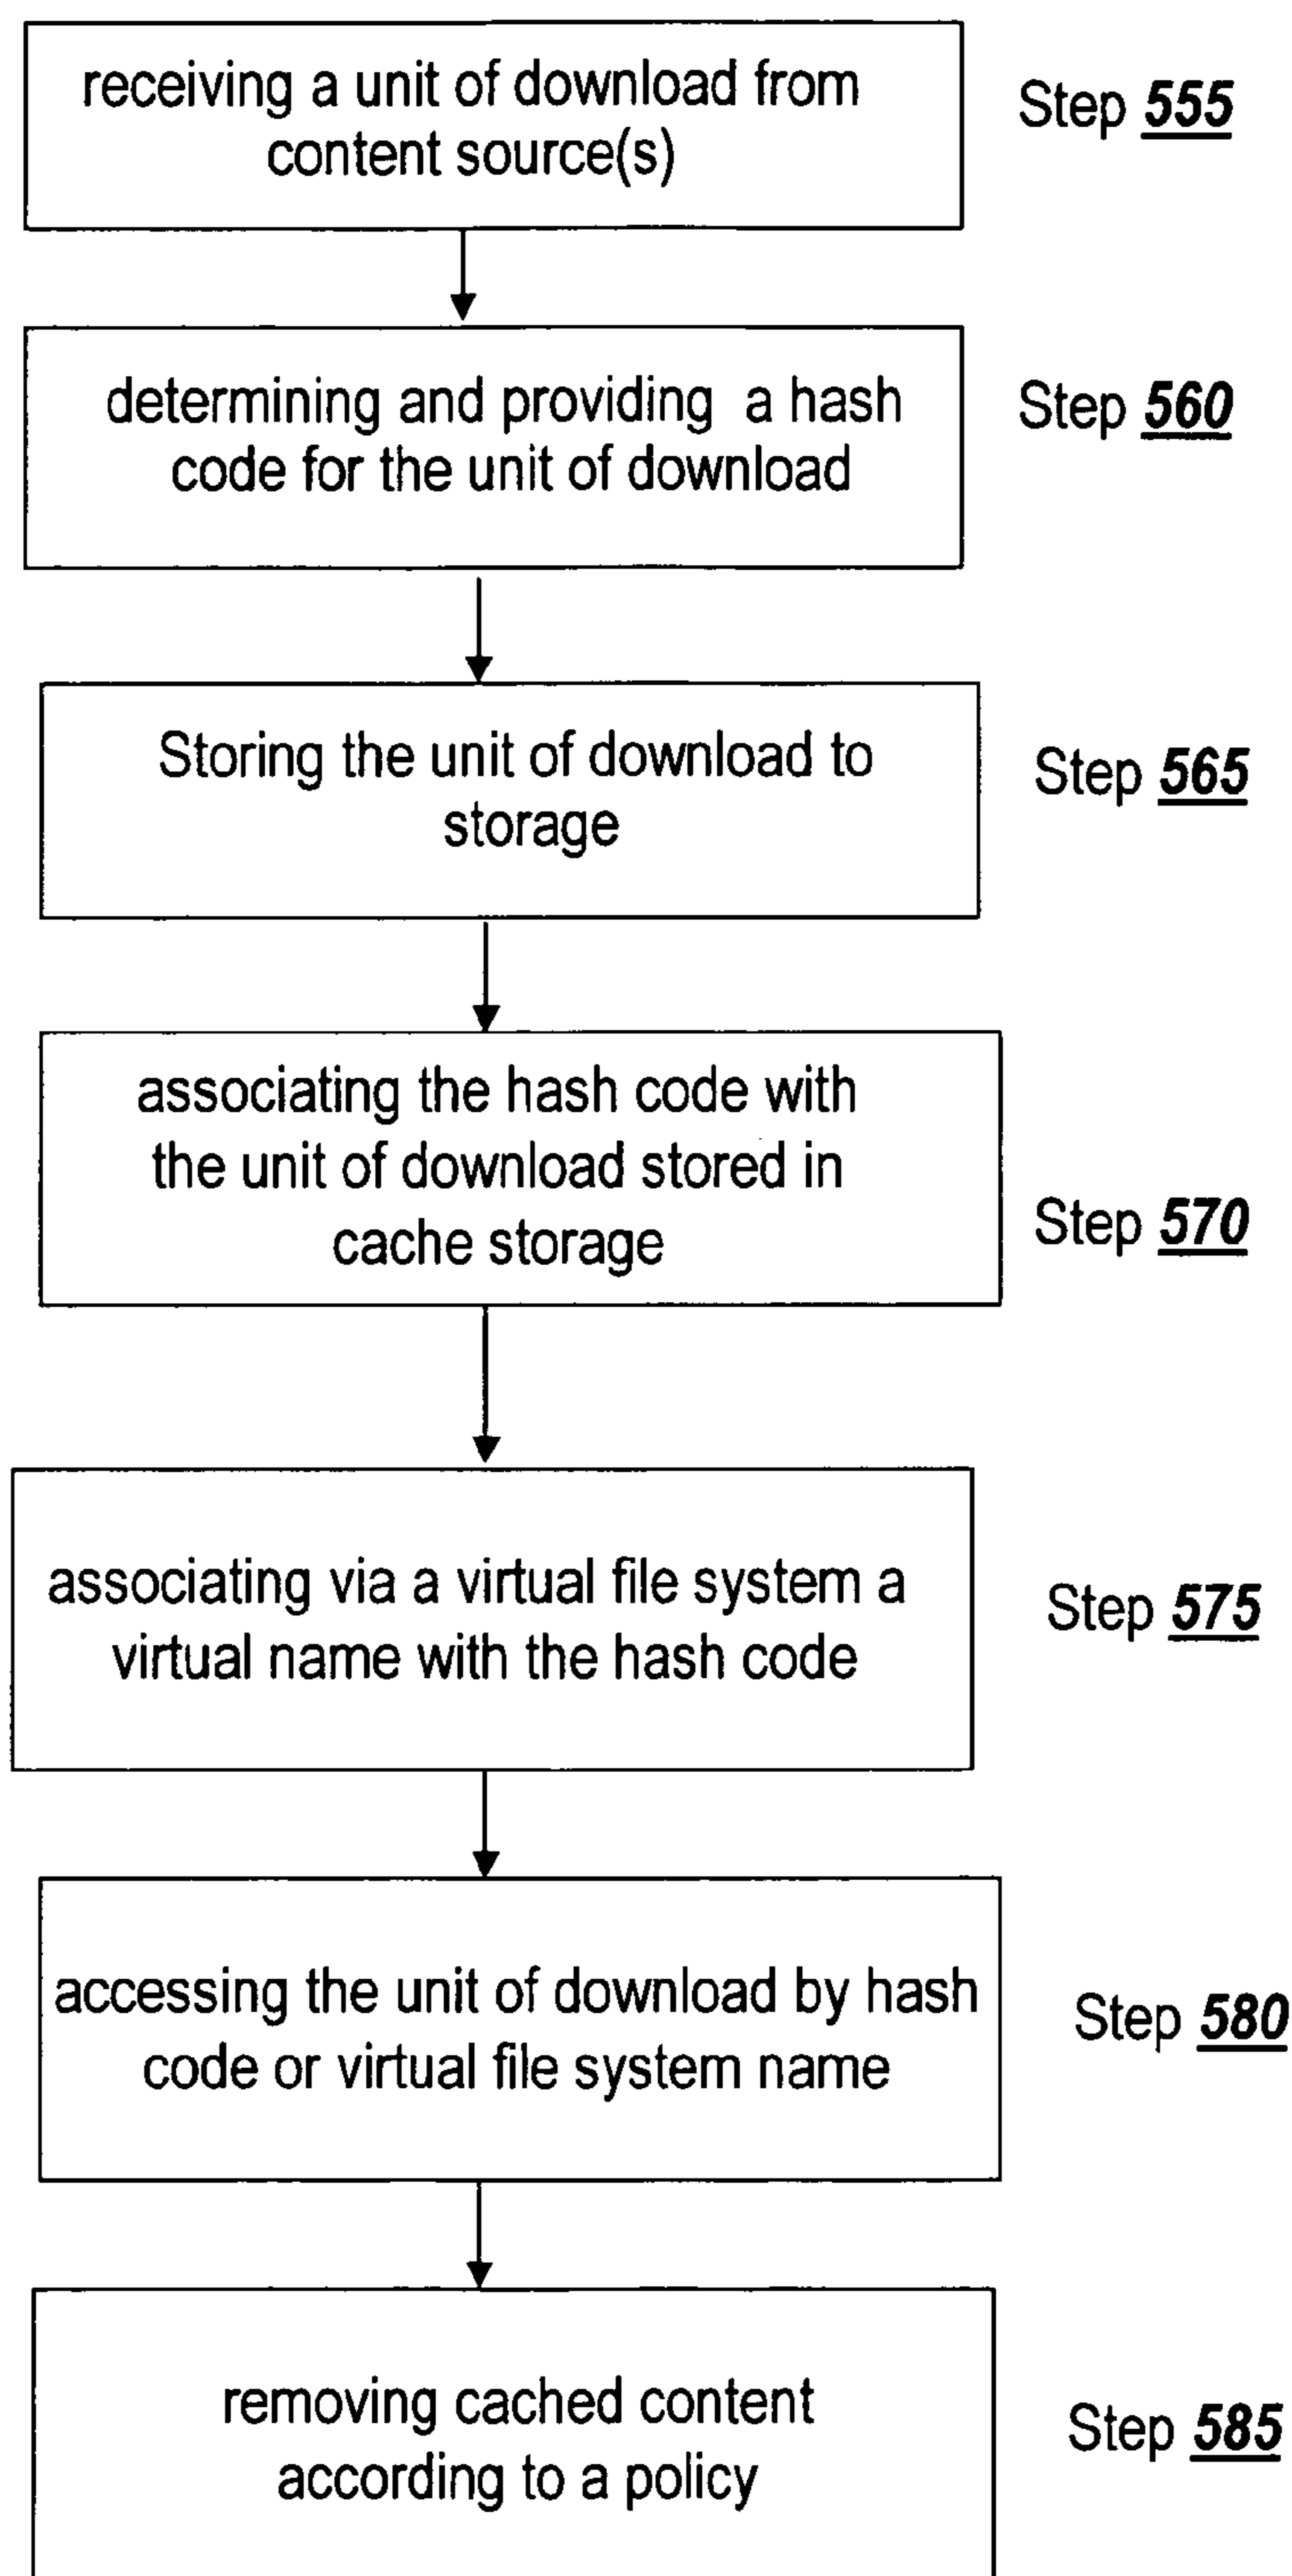 receiving a unit of download from
content source(s)
Step 555
determining and providing a hash
code for the unit of download
Step 560
Storing the unit of download to
storage
Step 565
associating the hash code with
the unit of download stored in
cache storage
Step 570
associating via a virtual file system a
virtual name with the hash code
Step 575
accessing the unit of download by hash
code or virtual file system name
Step 580
removing cached content
according to a policy
Step 585